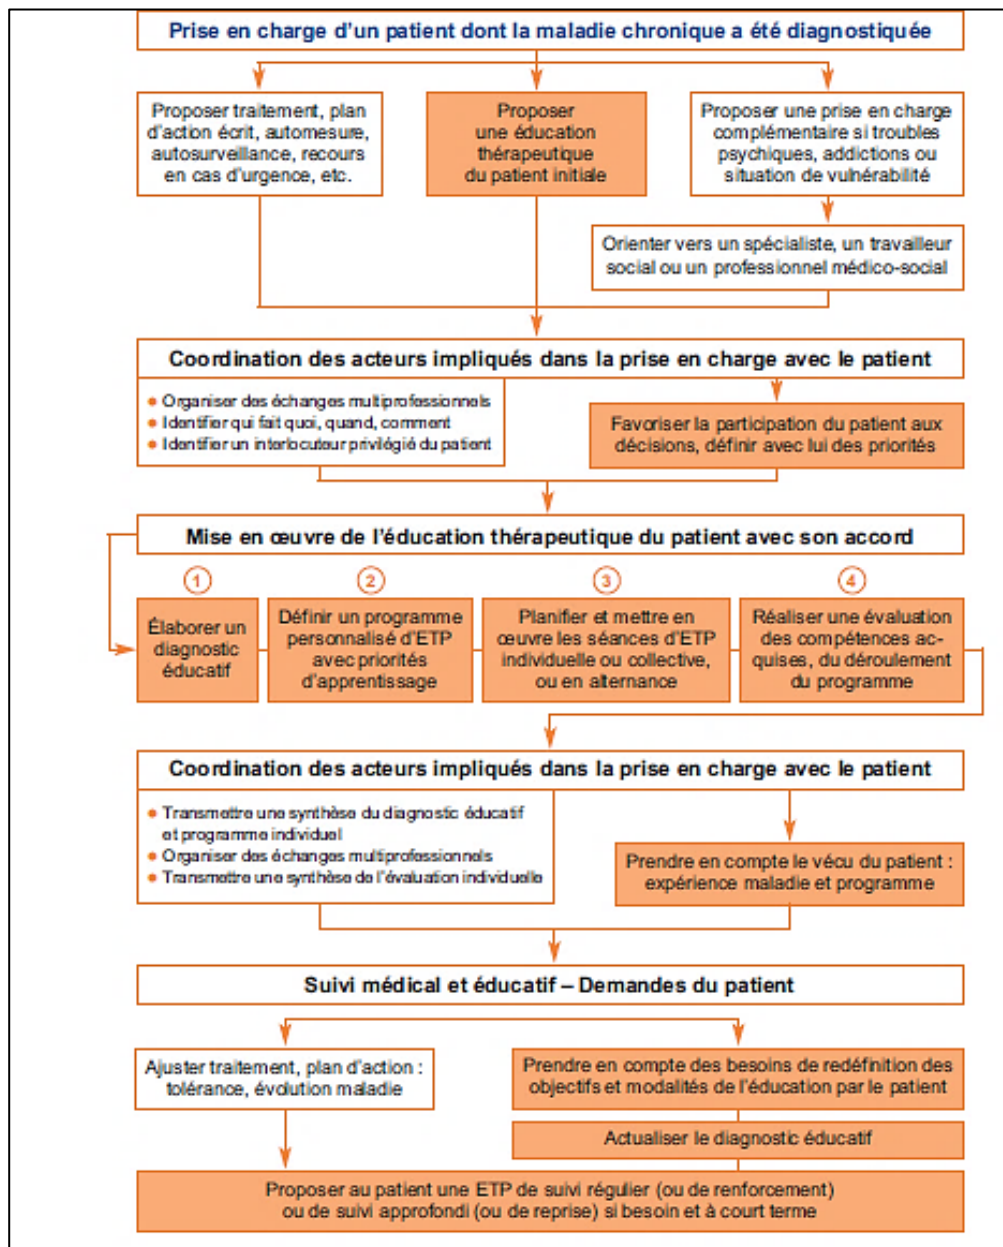 Prise en charge d'un patient dont la maladie chronique a été diagnostiquée
Proposer traitement, plan
d'action écrit, automesure,
autosurveillance, recours
en cas d'urgence, etc.
Proposer
une éducation
thérapeutique
du patient initiale
Proposer une prise en charge
complémentaire si troubles
psychiques, addictions ou
situation de vulnérabilité
Orienter vers un spécialiste, un travailleur
social ou un professionnel médico-social
Coordination des acteurs impliqués dans la prise en charge avec le patient
• Organiser des échanges multiprofessionnels
• Identifier qui fait quoi, quand, comment
• Identifier un interlocuteur privilégié du patient
Favoriser la participation du patient aux
décisions, définir avec lui des priorités
Mise en œuvre de l'éducation thérapeutique du patient avec son accord
1
Élaborer un
diagnostic
éducatif
2
Définir un programme
personnalisé d'ETP
avec priorités
d'apprentissage
3
Planifier et mettre en
œuvre les séances d'ETP
individuelle ou collective,
ou en alternance
4
Réaliser une évaluation
des compétences ac-
quises, du déroulement
du programme
Coordination des acteurs impliqués dans la prise en charge avec le patient
• Transmettre une synthèse du diagnostic éducatif
et programme individuel
• Organiser des échanges multiprofessionnels
• Transmettre une synthèse de l'évaluation individuelle
Prendre en compte le vécu du patient :
expérience maladie et programme
Suivi médical et éducatif – Demandes du patient
Ajuster traitement, plan d'action :
tolérance, évolution maladie
Prendre en compte des besoins de redéfinition des
objectifs et modalités de l'éducation par le patient
Actualiser le diagnostic éducatif
Proposer au patient une ETP de suivi régulier (ou de renforcement)
ou de suivi approfondi (ou de reprise) si besoin et à court terme